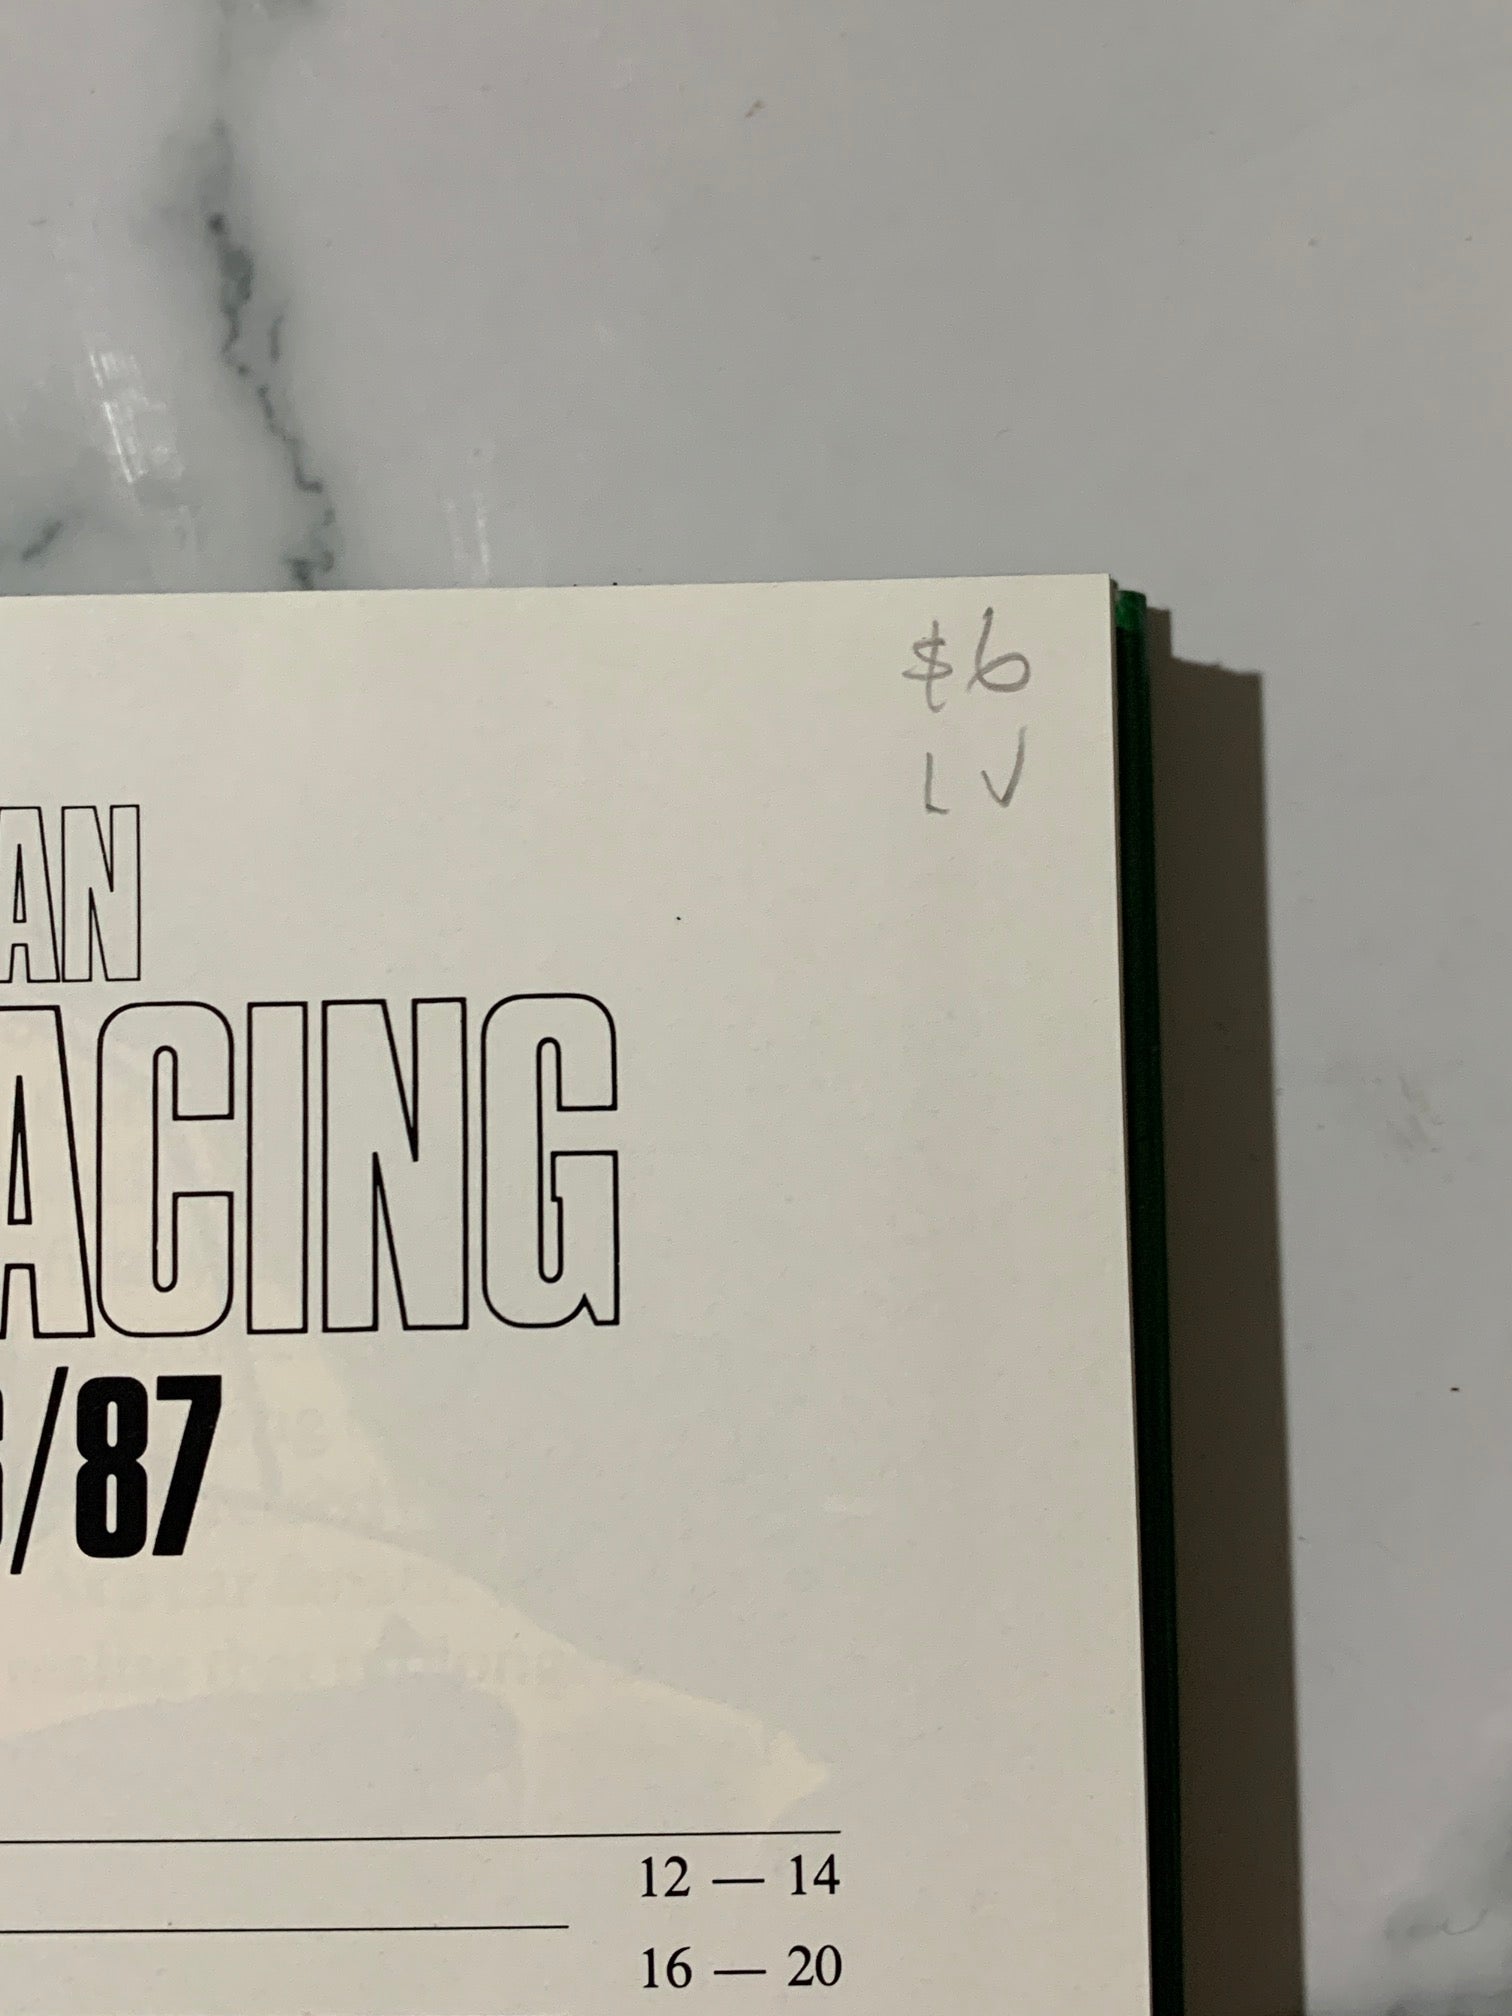 $6
LV
AN
ACING
/87
12 — 14
16 — 20